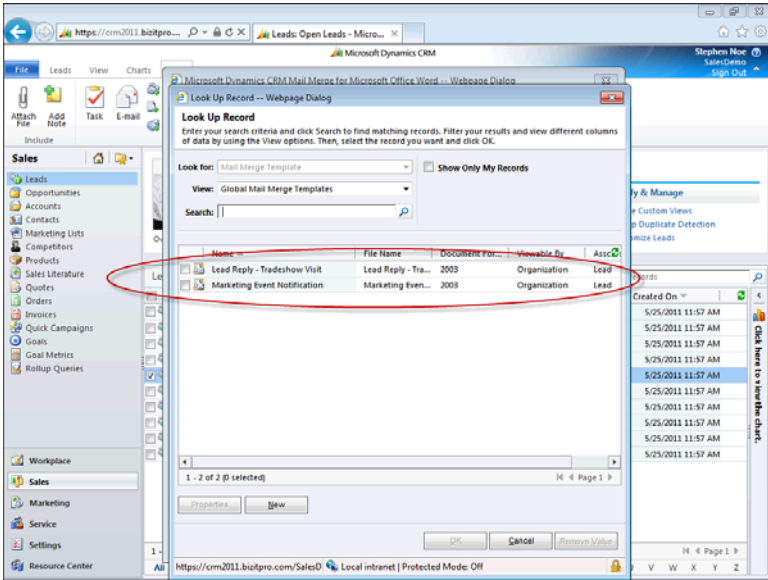 https://crm2011.bizitpro...
Leads: Open Leads - Micro...
Microsoft Dynamics CRM
Stephen Noe
SalesDemo
Sign Out
File Leads View Charts
Microsoft Dynamics CRM Mail Merge for Microsoft Office Word -- Webpage Dialog
Look Up Record -- Webpage Dialog
Attach File
Add Note
Task
E-mail
Include
Look Up Record
Enter your search criteria and click Search to find matching records. Filter your results and view different columns
of data by using the View options. Then, select the record you want and click OK.
Look for: Mail Merge Template
Show Only My Records
View: Global Mail Merge Templates
Search:
Name File Name Document For... Viewable By Assc
Lead Reply - Tradeshow Visit Lead Reply - Tra... 2003 Organization Lead
Marketing Event Notification Marketing Even... 2003 Organization Lead
1 - 2 of 2 (0 selected)
Page 1
Properties
New
OK
Cancel
Remove Value
https://crm2011.bizitpro.com/SalesD
Local intranet | Protected Mode: Off
Sales
Leads
Opportunities
Accounts
Contacts
Marketing Lists
Competitors
Products
Sales Literature
Quotes
Orders
Invoices
Quick Campaigns
Goals
Goal Metrics
Rollup Queries
Workplace
Sales
Marketing
Service
Settings
Resource Center
Le
1 -
All
fy & Manage
e Custom Views
p Duplicate Detection
omize Leads
ords
Created On
5/25/2011 11:57 AM
5/25/2011 11:57 AM
5/25/2011 11:57 AM
5/25/2011 11:57 AM
5/25/2011 11:57 AM
5/25/2011 11:57 AM
5/25/2011 11:57 AM
5/25/2011 11:57 AM
5/25/2011 11:57 AM
5/25/2011 11:57 AM
Click here to view the chart.
Page 1
V W X Y Z